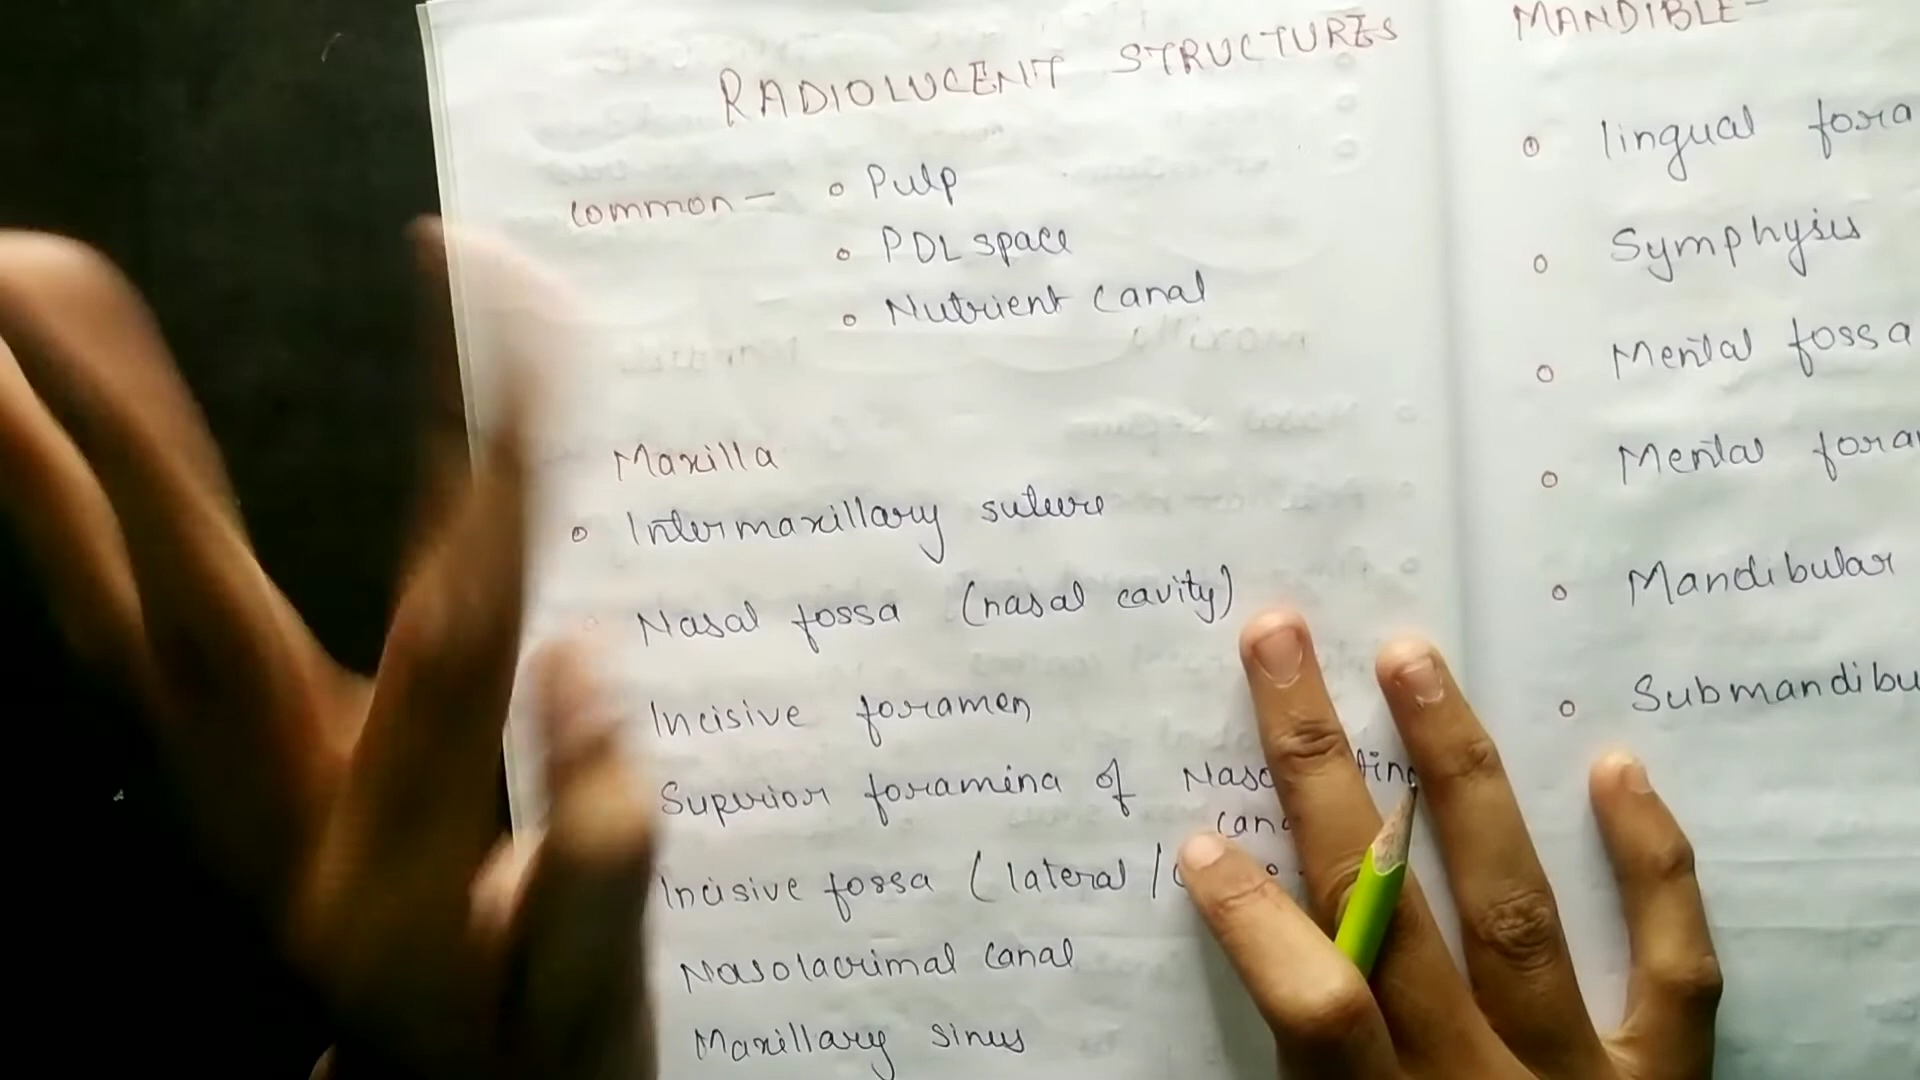 RADIOLUCENT STRUCTURES
common - Pulp
PDL space
Nutrient canal
Maxilla
Intermaxillary suture
Nasal fossa (nasal cavity)
Incisive foramen
Superior foramina of
Incisive fossa (lateral /
Nasolacrimal canal
Maxillary sinus
MANDIBLE -
lingual
Symphysis
Mental fossa
Mental
Mandibular